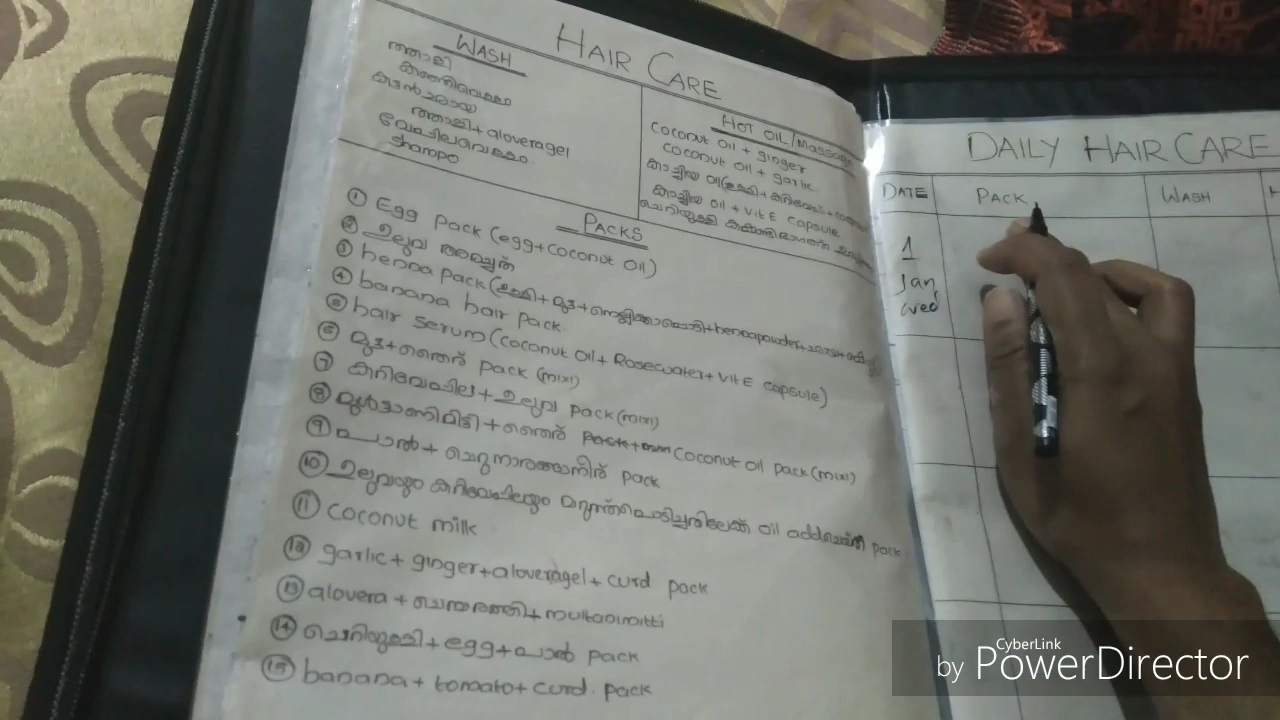 HAIR CARE
WASH
താളി
കഞ്ഞിവെള്ളം
താളി + aloveragel
വേപ്പിലവെള്ളം
Shampo
HOT OIL/Massage
Coconut oil + ginger
Coconut oil + garlic
കാച്ചിയ oil
കാച്ചിയ oil + Vit E capsule
PACKS
① Egg pack (egg+coconut oil)
② ഉലുവ അരച്ചത്
③ henna pack
④ banana hair pack
⑤ hair serum (coconut oil + Rosewater + Vit E capsule)
⑥ മുട്ട+തൈര് pack (mix)
⑦ കറിവേപ്പില + ഉലുവ pack (mix)
⑧ മുൾട്ടാണിമിട്ടി + തൈര് Coconut oil pack (mix)
⑨ പാൽ + ചെറുനാരങ്ങാനീര് pack
⑩ ഉലുവയും കറിവേപ്പിലയും oil pack
⑪ coconut milk
⑫ garlic + ginger + aloveragel + curd pack
⑬ alovera + ചെമ്പരത്തി + multanimitti
⑭ ചെറിയുള്ളി + egg + പാൽ pack
⑮ banana + tomato + curd. pack
DAILY HAIR CARE
DATE PACK WASH
1
Jan
wed
CyberLink
by PowerDirector